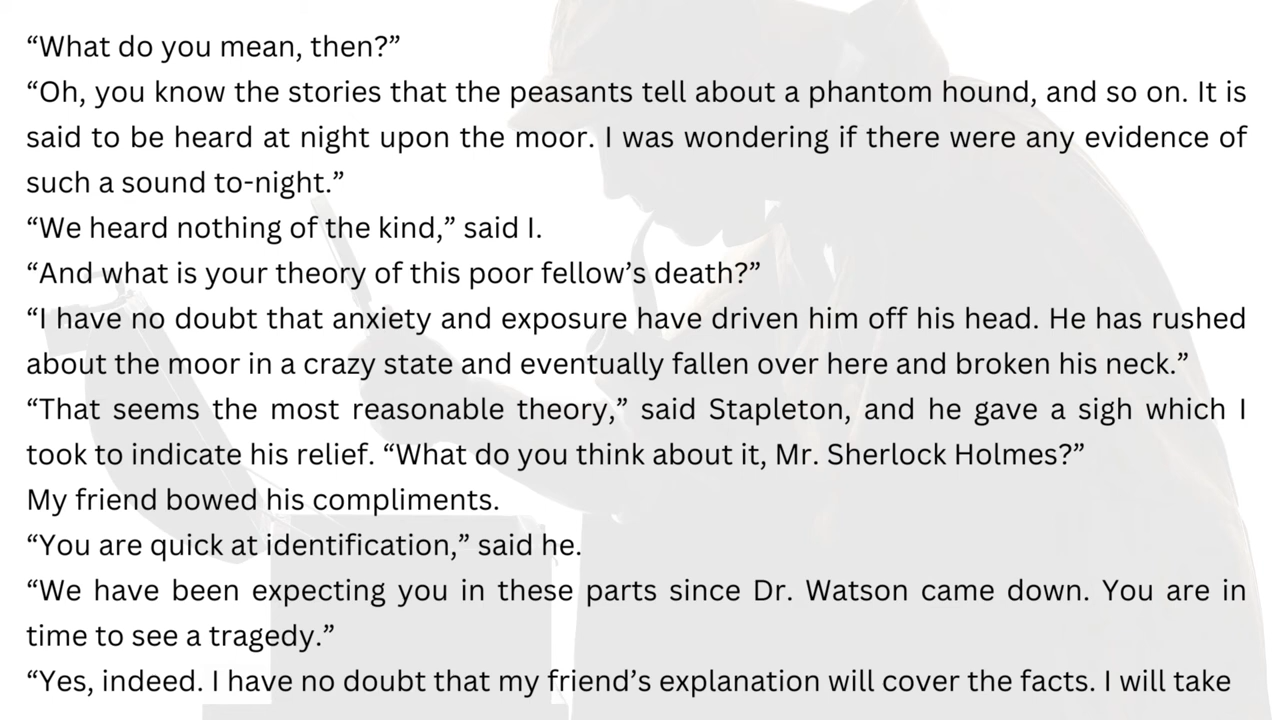 “What do you mean, then?”
“Oh, you know the stories that the peasants tell about a phantom hound, and so on. It is
said to be heard at night upon the moor. I was wondering if there were any evidence of
such a sound to-night.”
“We heard nothing of the kind,” said I.
“And what is your theory of this poor fellow’s death?”
“I have no doubt that anxiety and exposure have driven him off his head. He has rushed
about the moor in a crazy state and eventually fallen over here and broken his neck.”
“That seems the most reasonable theory,” said Stapleton, and he gave a sigh which I
took to indicate his relief. “What do you think about it, Mr. Sherlock Holmes?”
My friend bowed his compliments.
“You are quick at identification,” said he.
“We have been expecting you in these parts since Dr. Watson came down. You are in
time to see a tragedy.”
“Yes, indeed. I have no doubt that my friend’s explanation will cover the facts. I will take